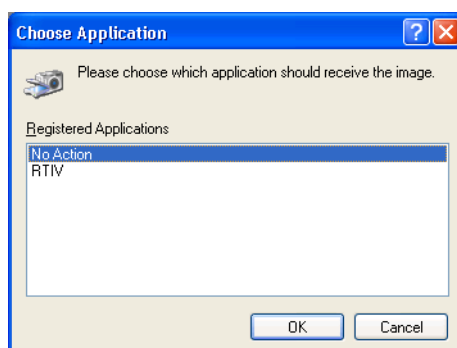 Choose Application
Please choose which application should receive the image.
Registered Applications
No Action
RTIV
OK
Cancel